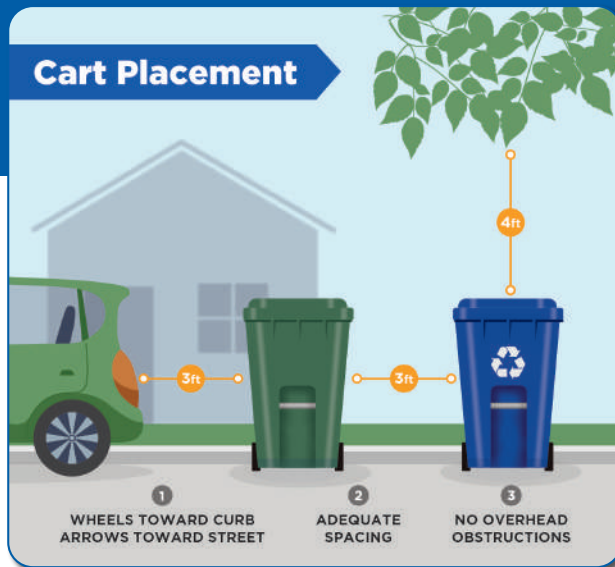 Cart Placement
4ft
3ft
3ft
1
WHEELS TOWARD CURB
ARROWS TOWARD STREET
2
ADEQUATE
SPACING
3
NO OVERHEAD
OBSTRUCTIONS